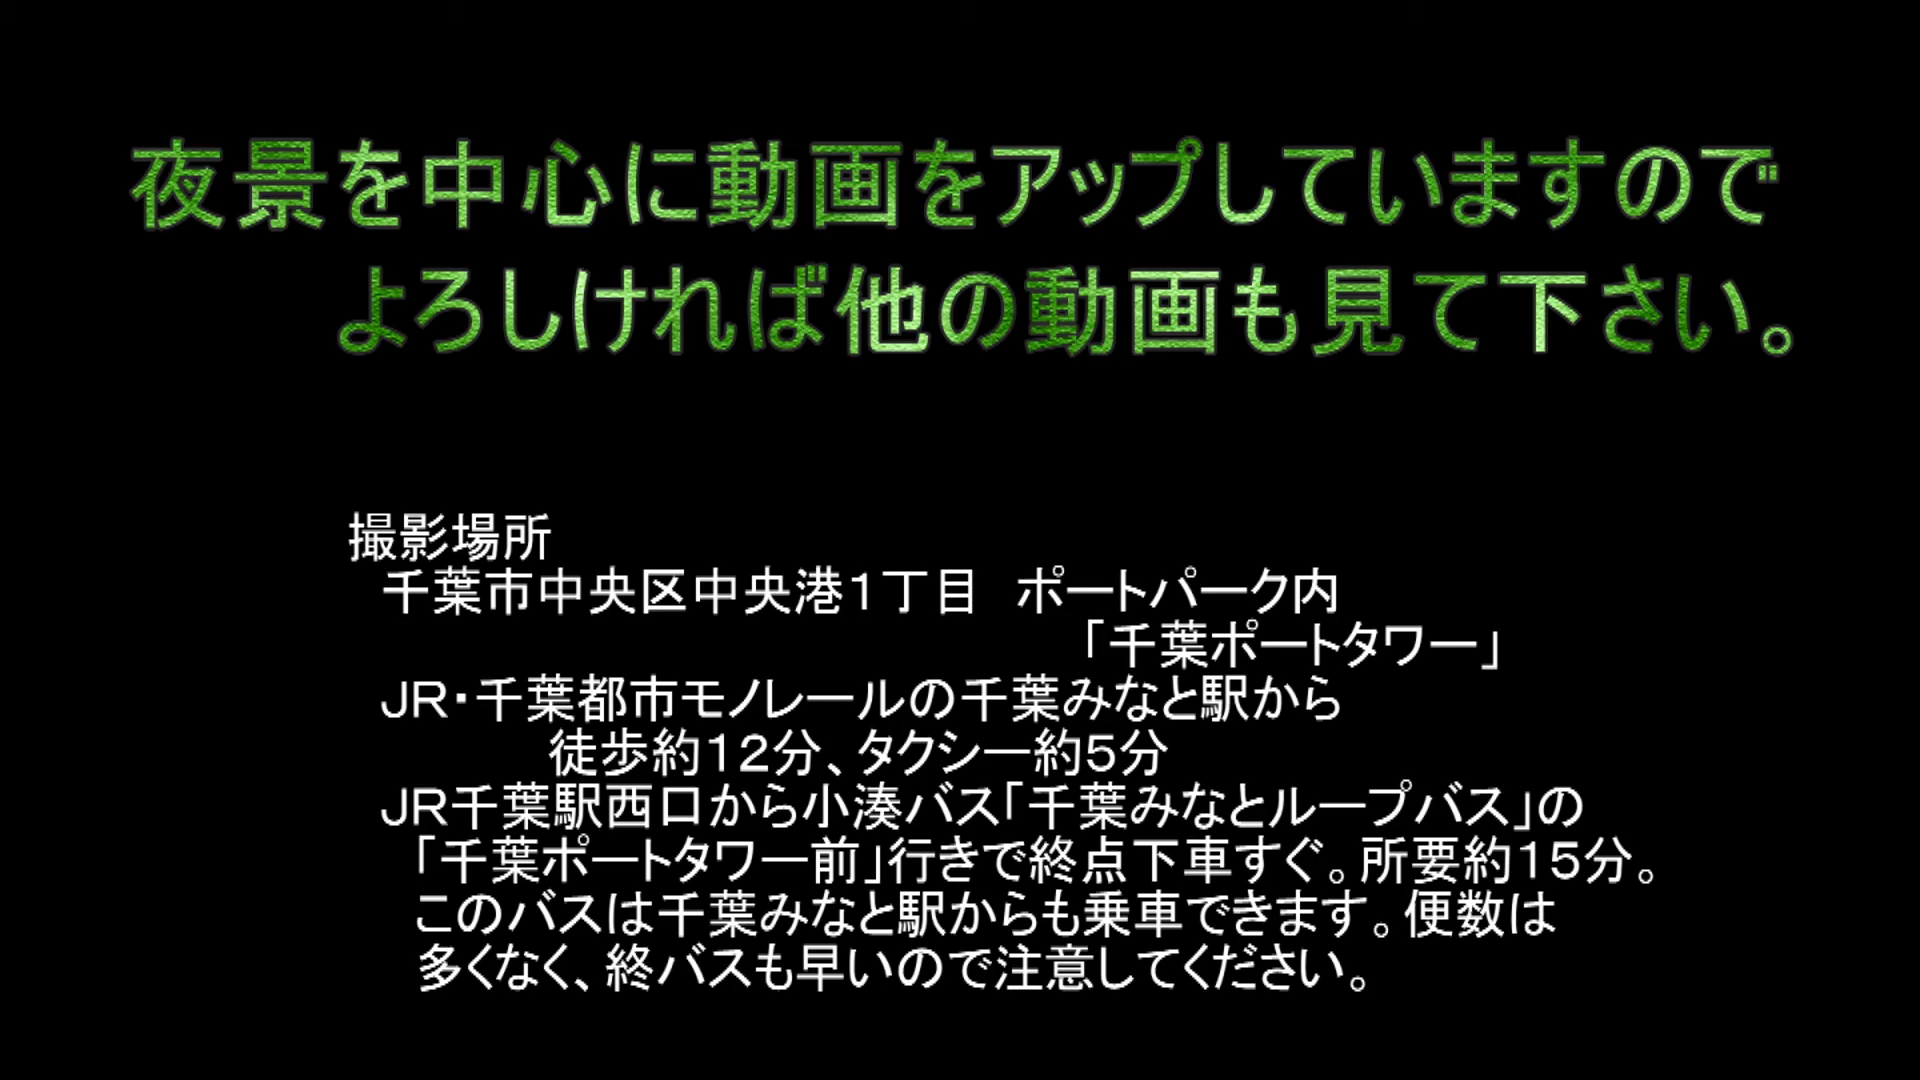 夜景を中心に動画をアップしていますので
よろしければ他の動画も見て下さい。
撮影場所
千葉市中央区中央港１丁目　ポートパーク内
「千葉ポートタワー」
ＪＲ・千葉都市モノレールの千葉みなと駅から
徒歩約１２分、タクシー約５分
ＪＲ千葉駅西口から小湊バス「千葉みなとループバス」の
「千葉ポートタワー前」行きで終点下車すぐ。所要約１５分。
このバスは千葉みなと駅からも乗車できます。便数は
多くなく、終バスも早いので注意してください。